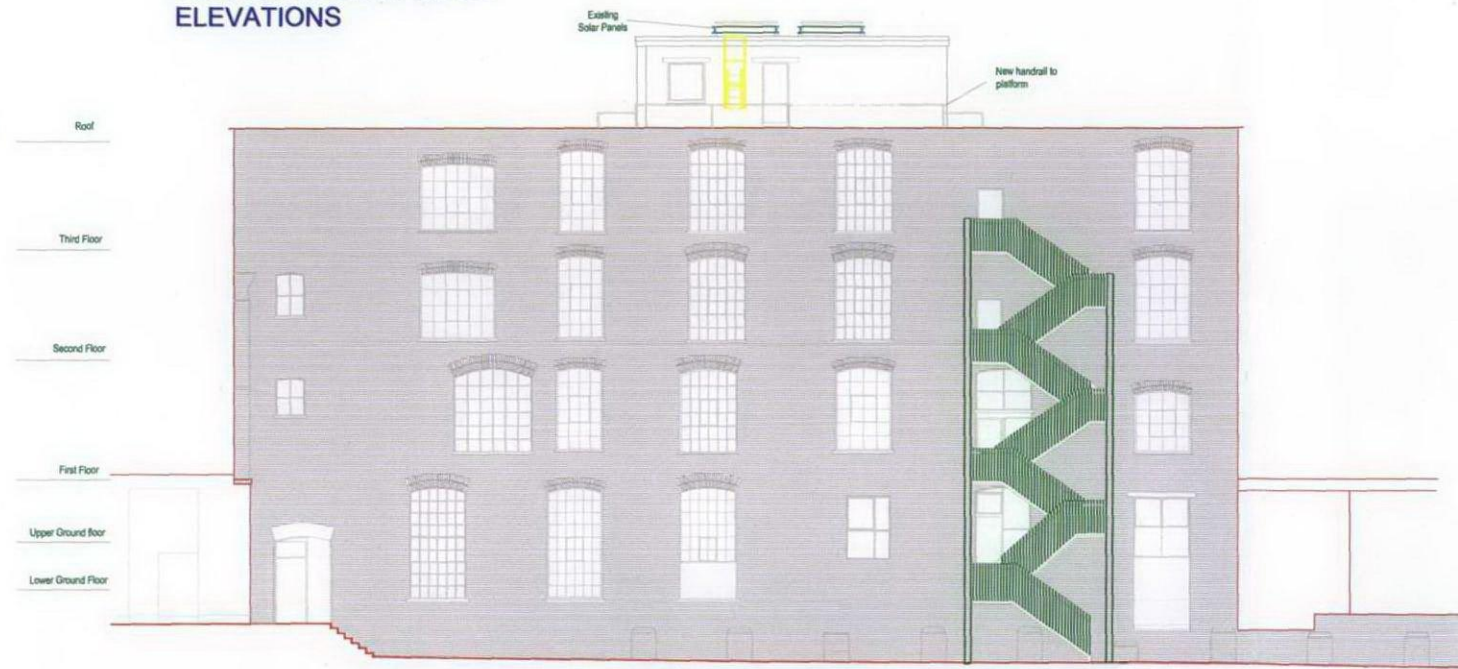 ELEVATIONS
Existing
Solar Panels
New handrail to
platform
Roof
Third Floor
Second Floor
First Floor
Upper Ground floor
Lower Ground Floor